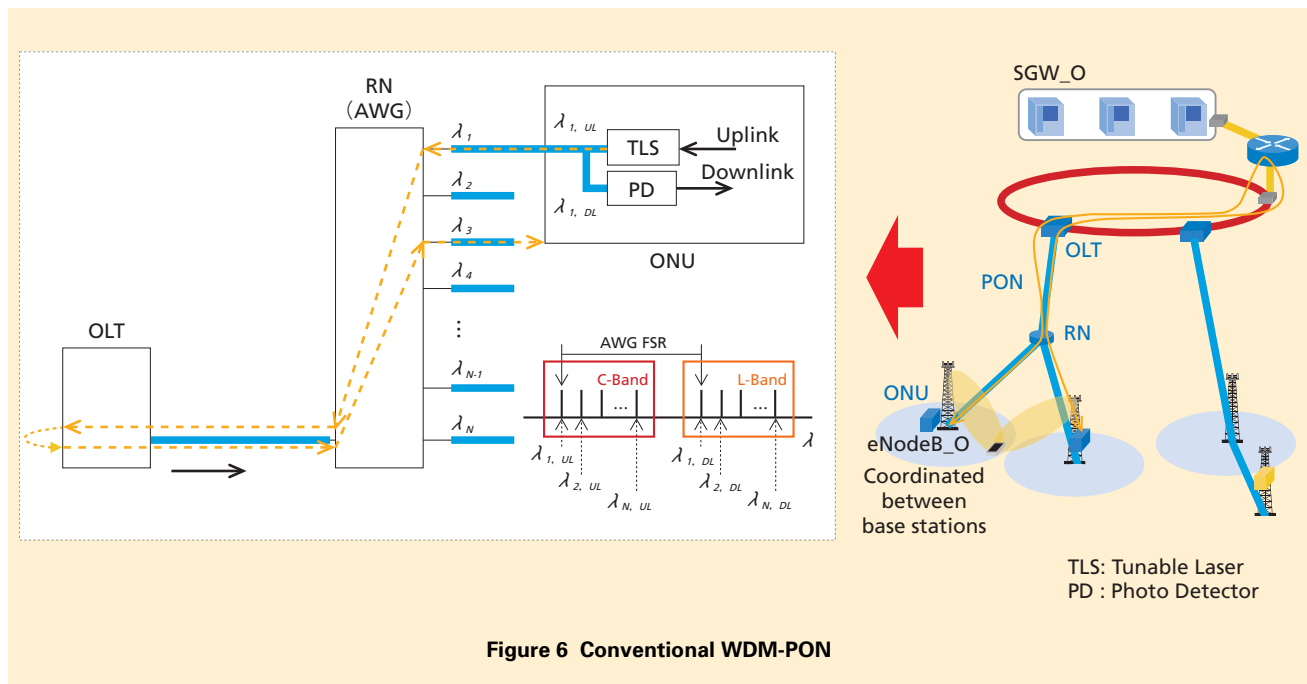 RN
(AWG)
λ1
λ1, UL
TLS
Uplink
PD
Downlink
λ1, DL
λ2
λ3
ONU
λ4
⋮
OLT
AWG FSR
C-Band
L-Band
λN-1
...
...
λN
λ
λ1, UL
λ1, DL
λ2, UL
λ2, DL
λN, UL
λN, DL
SGW_O
OLT
PON
RN
ONU
eNodeB_O
Coordinated
between
base stations
TLS: Tunable Laser
PD : Photo Detector
Figure 6 Conventional WDM-PON